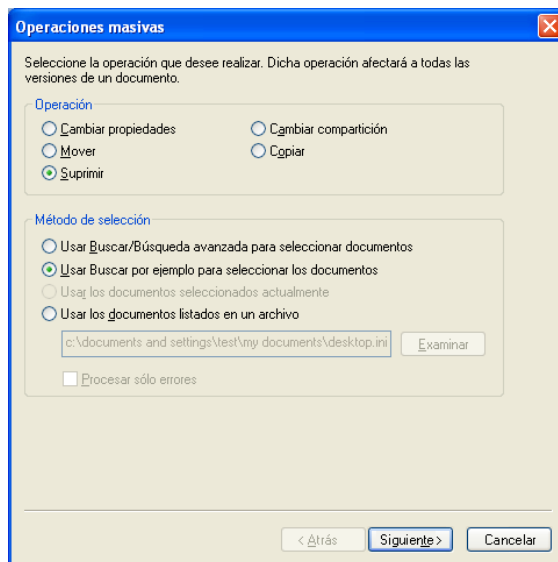 Operaciones masivas
Seleccione la operación que desee realizar. Dicha operación afectará a todas las
versiones de un documento.
Operación
Cambiar propiedades
Cambiar compartición
Mover
Copiar
Suprimir
Método de selección
Usar Buscar/Búsqueda avanzada para seleccionar documentos
Usar Buscar por ejemplo para seleccionar los documentos
Usar los documentos seleccionados actualmente
Usar los documentos listados en un archivo
c:\documents and settings\test\my documents\desktop.ini
Examinar
Procesar sólo errores
< Atrás
Siguiente >
Cancelar